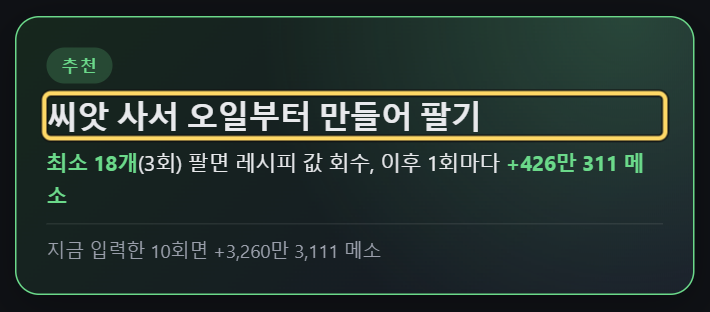 추천
씨앗 사서 오일부터 만들어 팔기
최소 18개(3회) 팔면 레시피 값 회수, 이후 1회마다 +426만 311 메
소
지금 입력한 10회면 +3,260만 3,111 메소